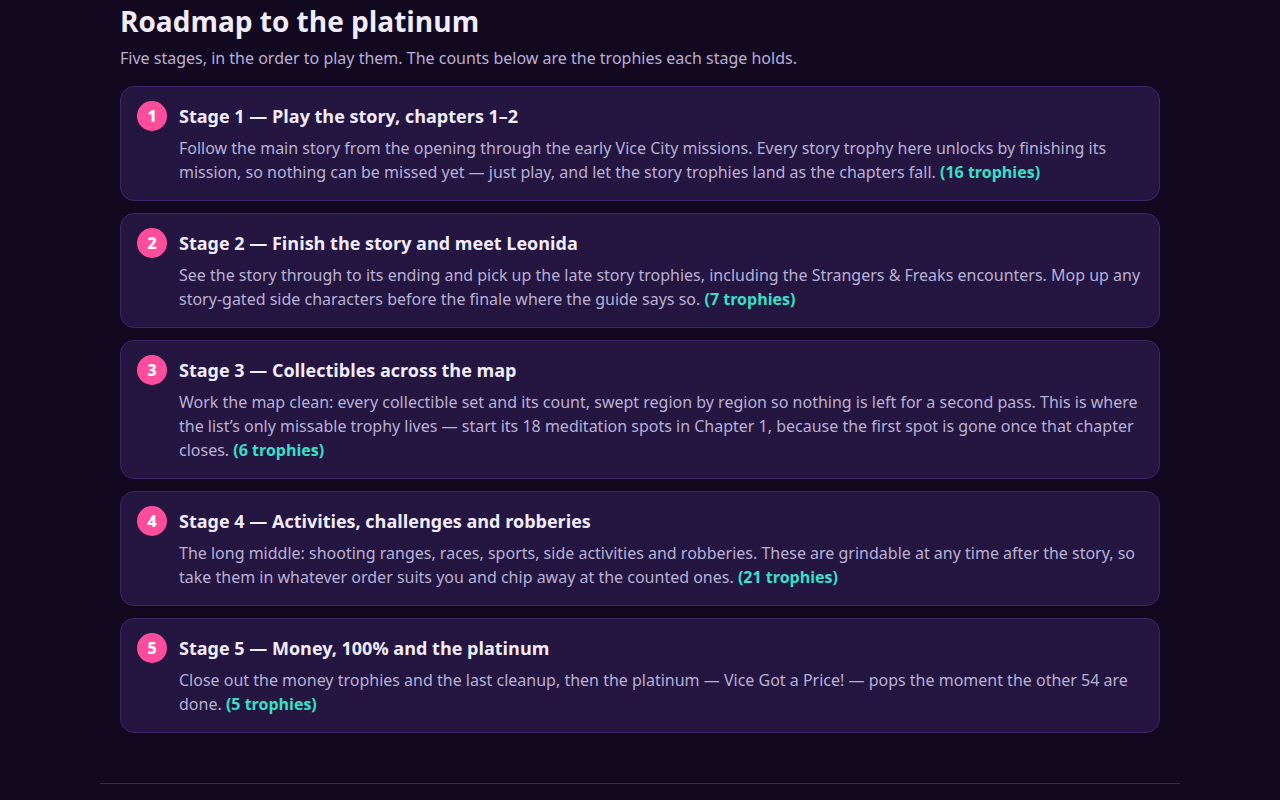 Roadmap to the platinum
Five stages, in the order to play them. The counts below are the trophies each stage holds.
1
Stage 1 — Play the story, chapters 1–2
Follow the main story from the opening through the early Vice City missions. Every story trophy here unlocks by finishing its
mission, so nothing can be missed yet — just play, and let the story trophies land as the chapters fall. (16 trophies)
2
Stage 2 — Finish the story and meet Leonida
See the story through to its ending and pick up the late story trophies, including the Strangers & Freaks encounters. Mop up any
story-gated side characters before the finale where the guide says so. (7 trophies)
3
Stage 3 — Collectibles across the map
Work the map clean: every collectible set and its count, swept region by region so nothing is left for a second pass. This is where
the list’s only missable trophy lives — start its 18 meditation spots in Chapter 1, because the first spot is gone once that chapter
closes. (6 trophies)
4
Stage 4 — Activities, challenges and robberies
The long middle: shooting ranges, races, sports, side activities and robberies. These are grindable at any time after the story, so
take them in whatever order suits you and chip away at the counted ones. (21 trophies)
5
Stage 5 — Money, 100% and the platinum
Close out the money trophies and the last cleanup, then the platinum — Vice Got a Price! — pops the moment the other 54 are
done. (5 trophies)